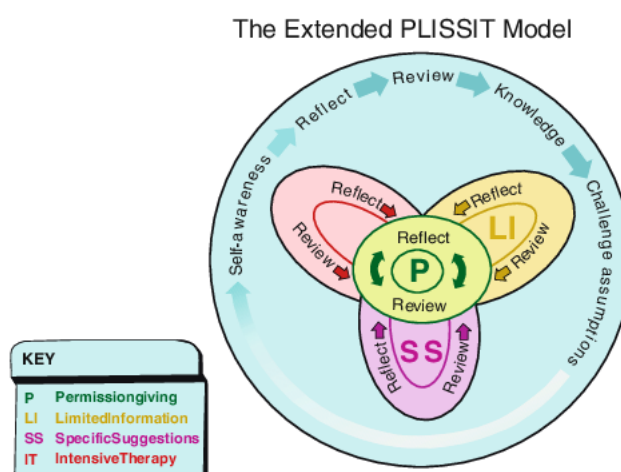 The Extended PLISSIT Model
Self-awareness
Reflect
Review
Knowledge
Challenge assumptions
Reflect
Review
Reflect
LI
Review
Reflect
P
Review
SS
Reflect
Review
KEY
P Permissiongiving
LI LimitedInformation
SS SpecificSuggestions
IT IntensiveTherapy